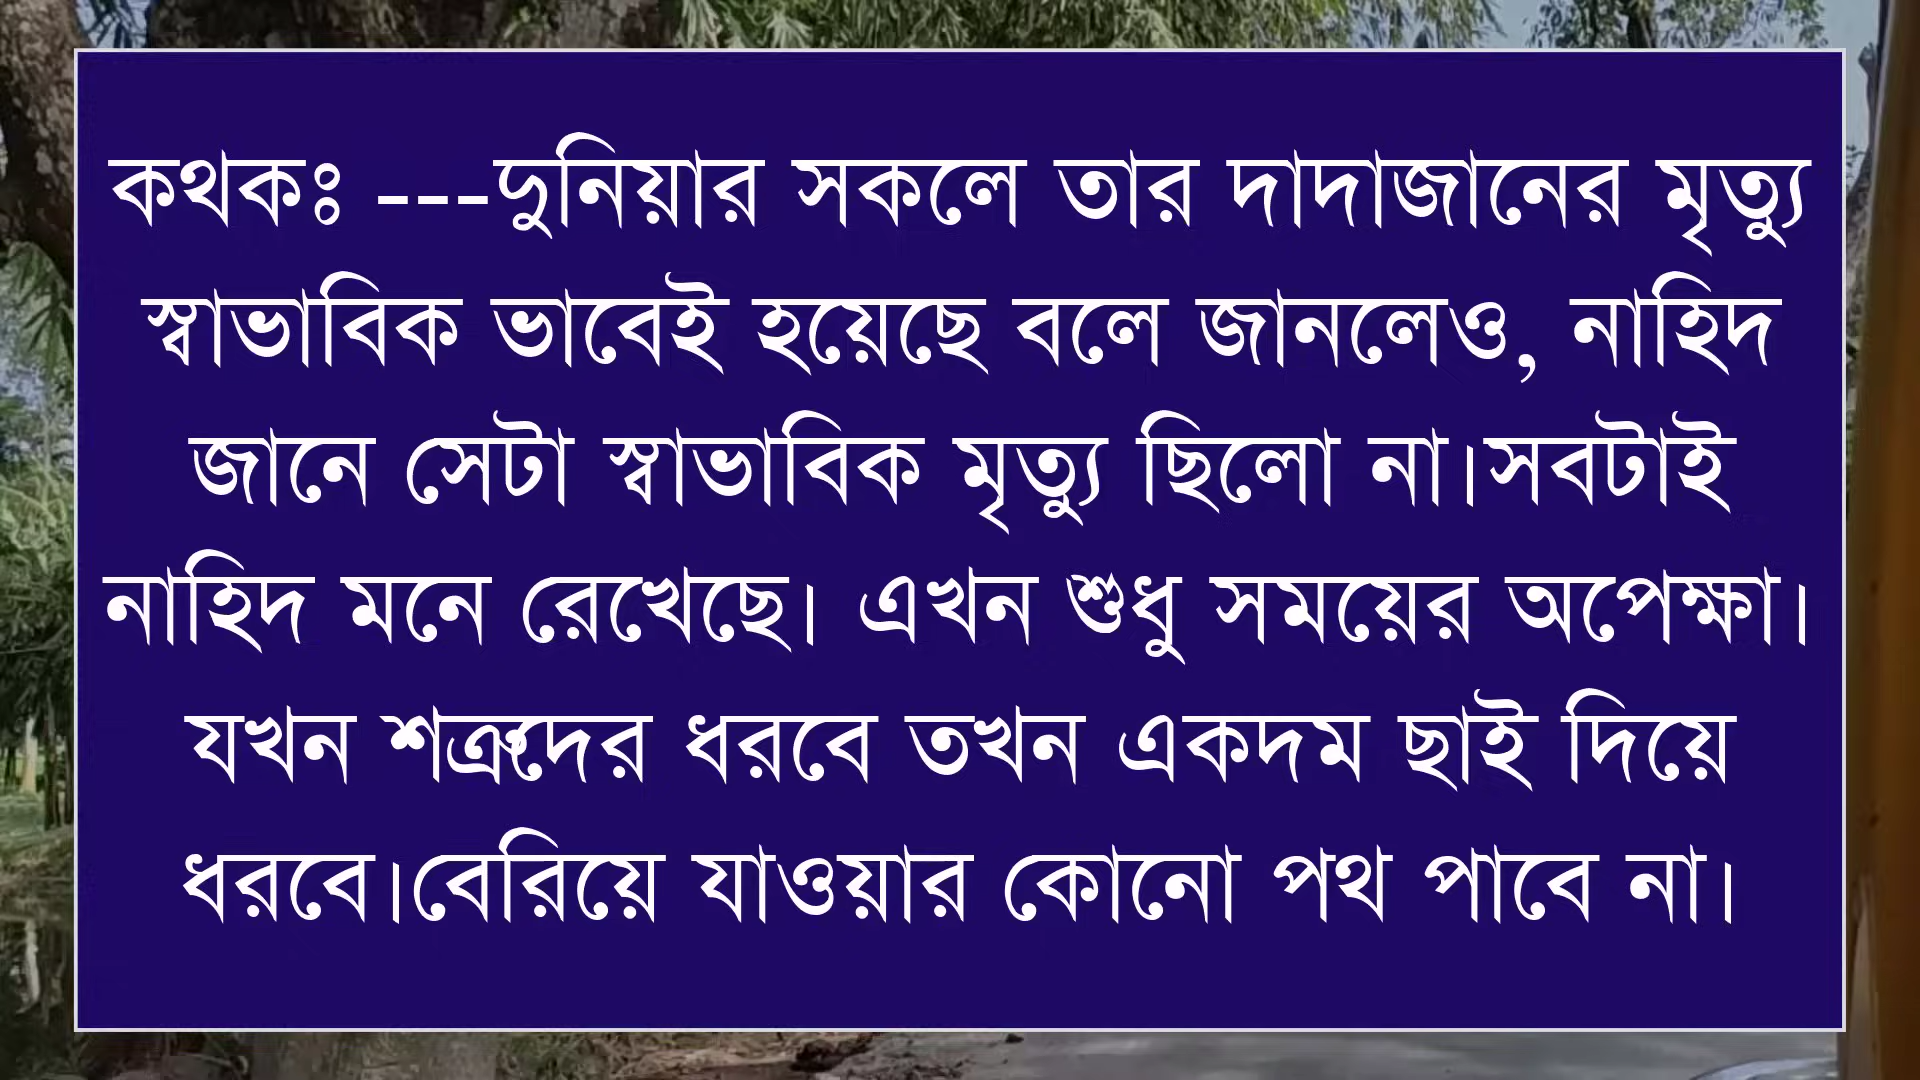 কথকঃ ---দুনিয়ার সকলে তার দাদাজানের মৃত্যু
স্বাভাবিক ভাবেই হয়েছে বলে জানলেও, নাহিদ
জানে সেটা স্বাভাবিক মৃত্যু ছিলো না।সবটাই
নাহিদ মনে রেখেছে। এখন শুধু সময়ের অপেক্ষা।
যখন শত্রুদের ধরবে তখন একদম ছাই দিয়ে
ধরবে।বেরিয়ে যাওয়ার কোনো পথ পাবে না।